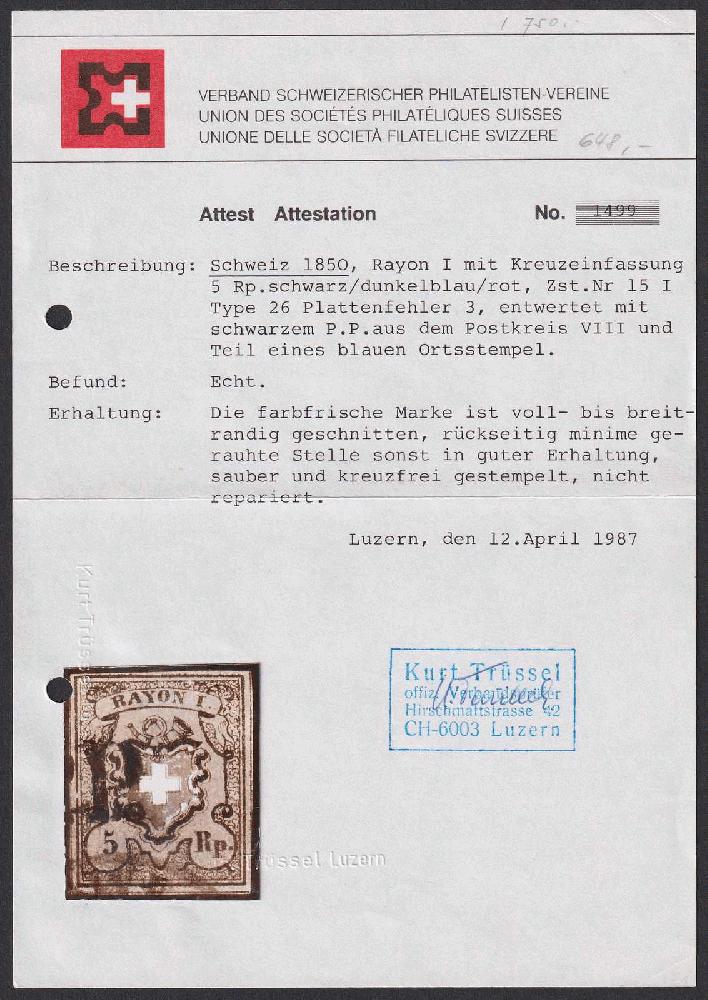 1 750.-
VERBAND SCHWEIZERISCHER PHILATELISTEN-VEREINE
UNION DES SOCIÉTÉS PHILATÉLIQUES SUISSES
UNIONE DELLE SOCIETÀ FILATELICHE SVIZZERE
648,-
Attest Attestation No. 1499
Beschreibung: Schweiz 1850, Rayon I mit Kreuzeinfassung
5 Rp.schwarz/dunkelblau/rot, Zst.Nr 15 I
Type 26 Plattenfehler 3, entwertet mit
schwarzem P.P.aus dem Postkreis VIII und
Teil eines blauen Ortsstempel.
Befund: Echt.
Erhaltung: Die farbfrische Marke ist voll- bis breit-
randig geschnitten, rückseitig minime ge-
rauhte Stelle sonst in guter Erhaltung,
sauber und kreuzfrei gestempelt, nicht
repariert.
Luzern, den 12.April 1987
Kurt Trüssel
Kurt Trüssel
offiz. Verbandsprüfer
Hirschmattstrasse 42
CH-6003 Luzern
RAYON I.
5 Rp.
Trüssel Luzern